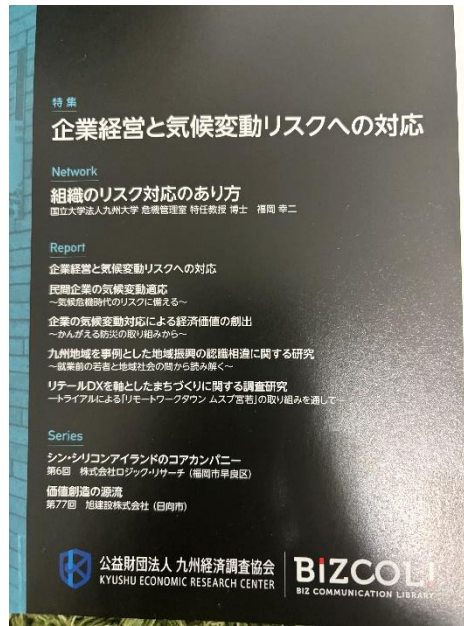 特集
企業経営と気候変動リスクへの対応
Network
組織のリスク対応のあり方
国立大学法人九州大学 危機管理室 特任教授 博士 福岡 幸二
Report
企業経営と気候変動リスクへの対応
民間企業の気候変動適応
～気候危機時代のリスクに備える～
企業の気候変動対応による経済価値の創出
～かんがえる防災の取り組みから～
九州地域を事例とした地域振興の認識相違に関する研究
～就業前の若者と地域社会の間から読み解く～
リテールDXを軸としたまちづくりに関する調査研究
ートライアルによる「リモートワークタウン ムスブ宮若」の取り組みを通してー
Series
シン・シリコンアイランドのコアカンパニー
第6回 株式会社ロジック・リサーチ（福岡市早良区）
価値創造の源流
第77回 旭建設株式会社（日向市）
公益財団法人 九州経済調査協会
KYUSHU ECONOMIC RESEARCH CENTER
BIZCOLI
BIZ COMMUNICATION LIBRARY